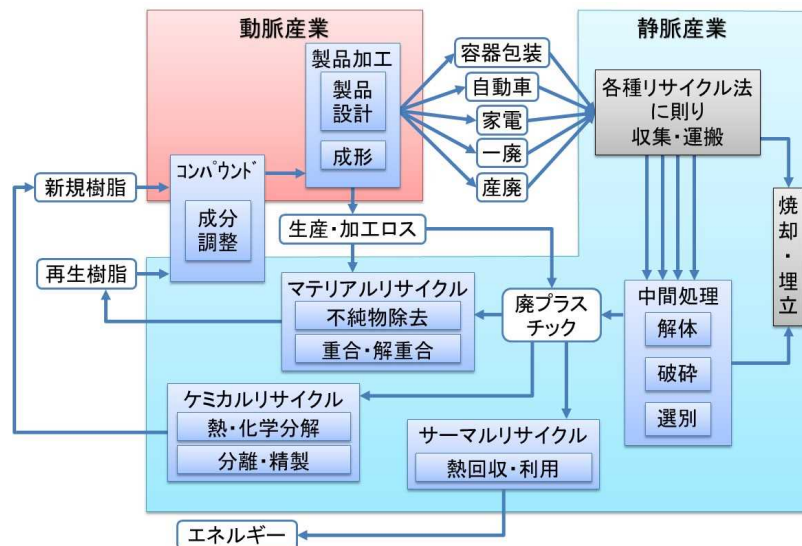 動脈産業
静脈産業
製品加工
製品
設計
成形
容器包装
自動車
家電
一廃
産廃
各種リサイクル法
に則り
収集・運搬
コンパウンド
成分
調整
新規樹脂
再生樹脂
生産・加工ロス
マテリアルリサイクル
不純物除去
重合・解重合
廃プラス
チック
中間処理
解体
破砕
選別
焼却・埋立
ケミカルリサイクル
熱・化学分解
分離・精製
サーマルリサイクル
熱回収・利用
エネルギー